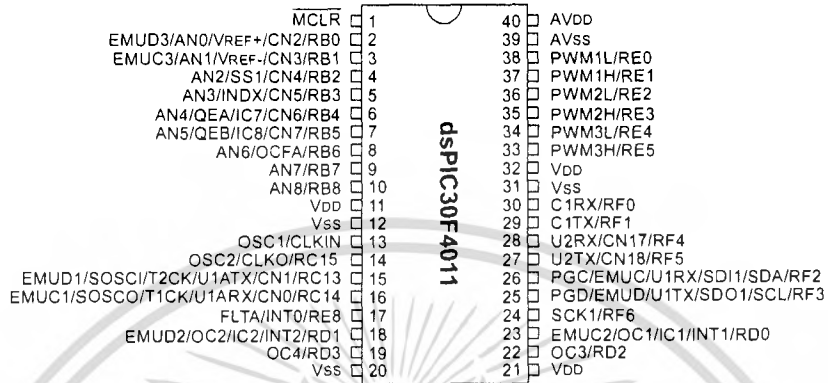 MCLR 1
EMUD3/AN0/VREF+/CN2/RB0 2
EMUC3/AN1/VREF-/CN3/RB1 3
AN2/SS1/CN4/RB2 4
AN3/INDX/CN5/RB3 5
AN4/QEA/IC7/CN6/RB4 6
AN5/QEB/IC8/CN7/RB5 7
AN6/OCFA/RB6 8
AN7/RB7 9
AN8/RB8 10
VDD 11
VSS 12
OSC1/CLKIN 13
OSC2/CLKO/RC15 14
EMUD1/SOSCI/T2CK/U1ATX/CN1/RC13 15
EMUC1/SOSCO/T1CK/U1ARX/CN0/RC14 16
FLTA/INT0/RE8 17
EMUD2/OC2/IC2/INT2/RD1 18
OC4/RD3 19
VSS 20
dsPIC30F4011
40 AVDD
39 AVSS
38 PWM1L/RE0
37 PWM1H/RE1
36 PWM2L/RE2
35 PWM2H/RE3
34 PWM3L/RE4
33 PWM3H/RE5
32 VDD
31 VSS
30 C1RX/RF0
29 C1TX/RF1
28 U2RX/CN17/RF4
27 U2TX/CN18/RF5
26 PGC/EMUC/U1RX/SDI1/SDA/RF2
25 PGD/EMUD/U1TX/SDO1/SCL/RF3
24 SCK1/RF6
23 EMUC2/OC1/IC1/INT1/RD0
22 OC3/RD2
21 VDD